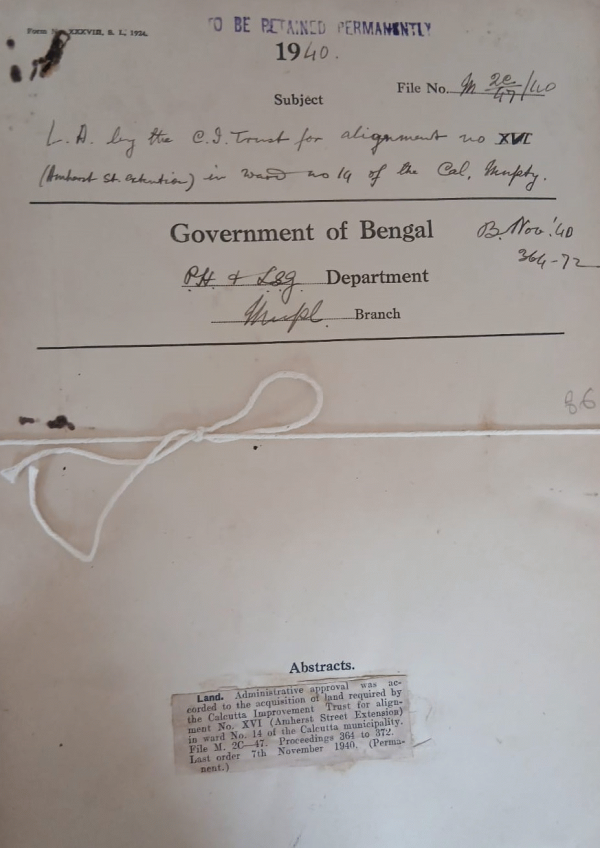 Form No. XXXVIII, S. I., 1924.
TO BE RETAINED PERMANENTLY
1940.
File No. M 2C/47/40
Subject
L.A. by the C.I. Trust for alignment no XVI
(Amherst St. Extention) in ward no 14 of the Cal, Mupty.
Government of Bengal
B. Nov. '40
364-72
PH & LSG Department
Mupl. Branch
86
Abstracts.
Land. Administrative approval was ac-
corded to the acquisition of land required by
the Calcutta Improvement Trust for align-
ment No. XVI (Amherst Street Extension)
in ward No. 14 of the Calcutta municipality.
File M. 2C—47. Proceedings 364 to 372.
Last order 7th November 1940. (Perma-
nent.)